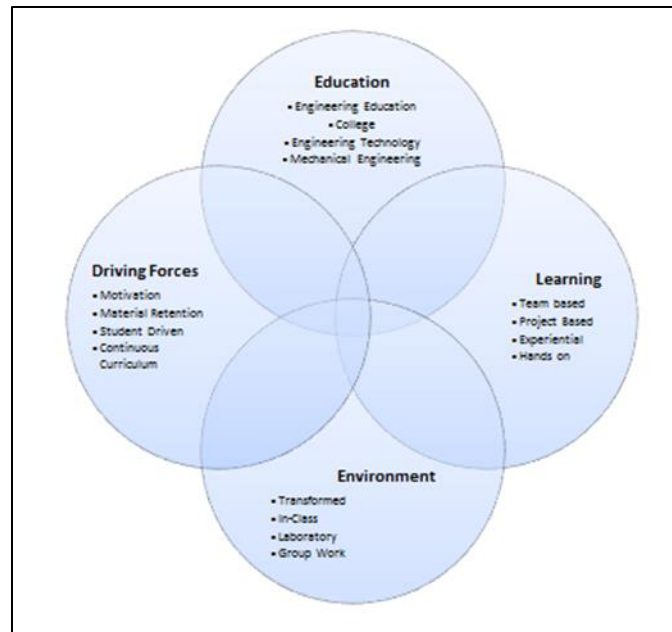 Education
▪ Engineering Education
▪ College
▪ Engineering Technology
▪ Mechanical Engineering
Driving Forces
▪ Motivation
▪ Material Retention
▪ Student Driven
▪ Continuous
Curriculum
Learning
▪ Team based
▪ Project Based
▪ Experiential
▪ Hands on
Environment
▪ Transformed
▪ In-Class
▪ Laboratory
▪ Group Work